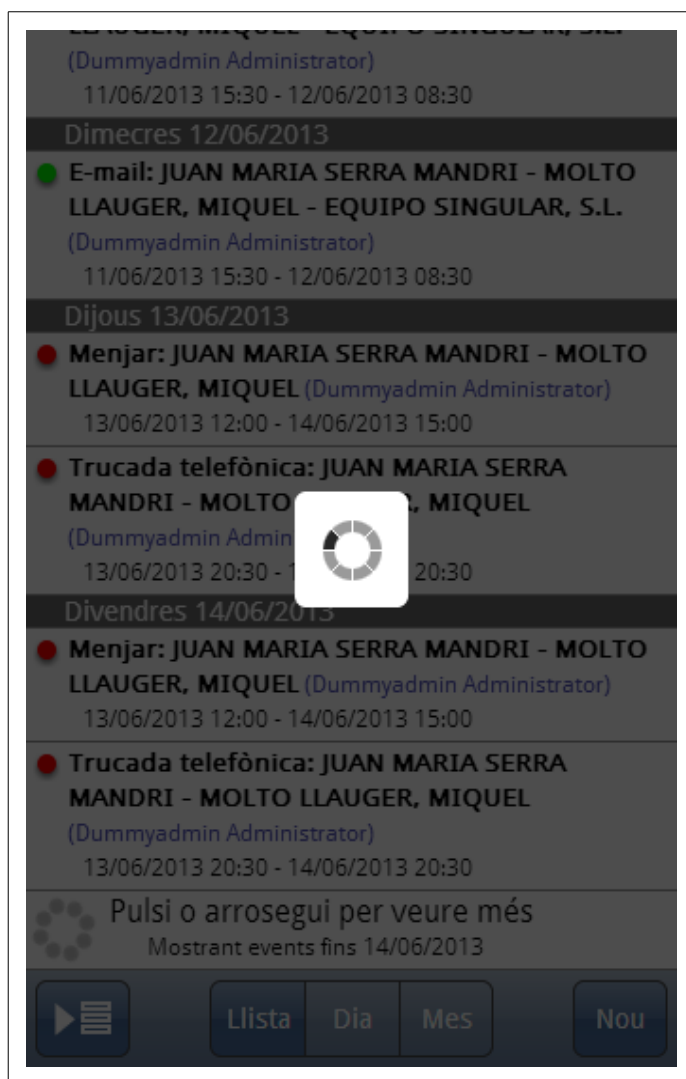 LLAUGER, MIQUEL - EQUIPO SINGULAR, S.L.
(Dummyadmin Administrator)
11/06/2013 15:30 - 12/06/2013 08:30
Dimecres 12/06/2013
E-mail: JUAN MARIA SERRA MANDRI - MOLTO
LLAUGER, MIQUEL - EQUIPO SINGULAR, S.L.
(Dummyadmin Administrator)
11/06/2013 15:30 - 12/06/2013 08:30
Dijous 13/06/2013
Menjar: JUAN MARIA SERRA MANDRI - MOLTO
LLAUGER, MIQUEL (Dummyadmin Administrator)
13/06/2013 12:00 - 14/06/2013 15:00
Trucada telefònica: JUAN MARIA SERRA
MANDRI - MOLTO , MIQUEL
(Dummyadmin Admin
13/06/2013 20:30 - 1 20:30
Divendres 14/06/2013
Menjar: JUAN MARIA SERRA MANDRI - MOLTO
LLAUGER, MIQUEL (Dummyadmin Administrator)
13/06/2013 12:00 - 14/06/2013 15:00
Trucada telefònica: JUAN MARIA SERRA
MANDRI - MOLTO LLAUGER, MIQUEL
(Dummyadmin Administrator)
13/06/2013 20:30 - 14/06/2013 20:30
Pulsi o arrosegui per veure més
Mostrant events fins 14/06/2013
Llista Dia Mes Nou